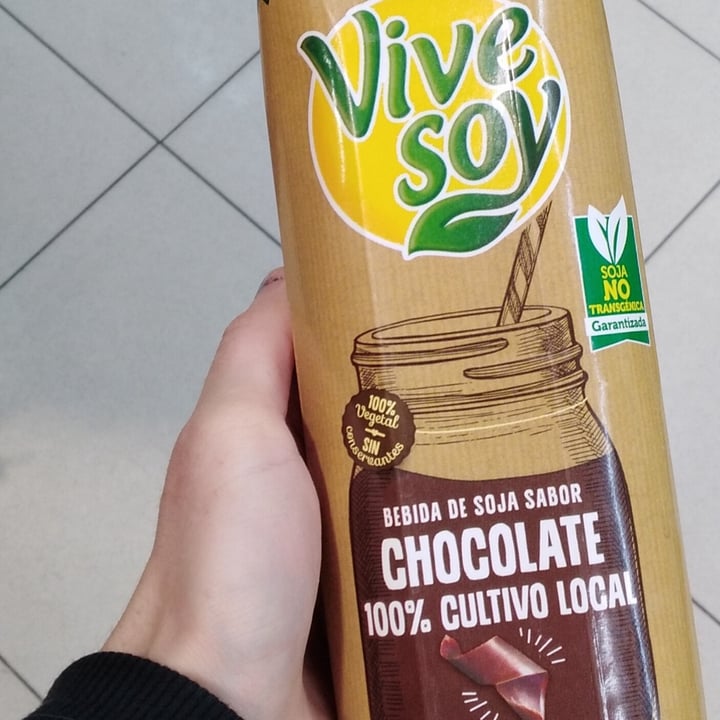 Vive
soy
SOJA
NO
TRANSGÉNICA
Garantizada
100%
Vegetal
SIN
conservantes
BEBIDA DE SOJA SABOR
CHOCOLATE
100% CULTIVO LOCAL